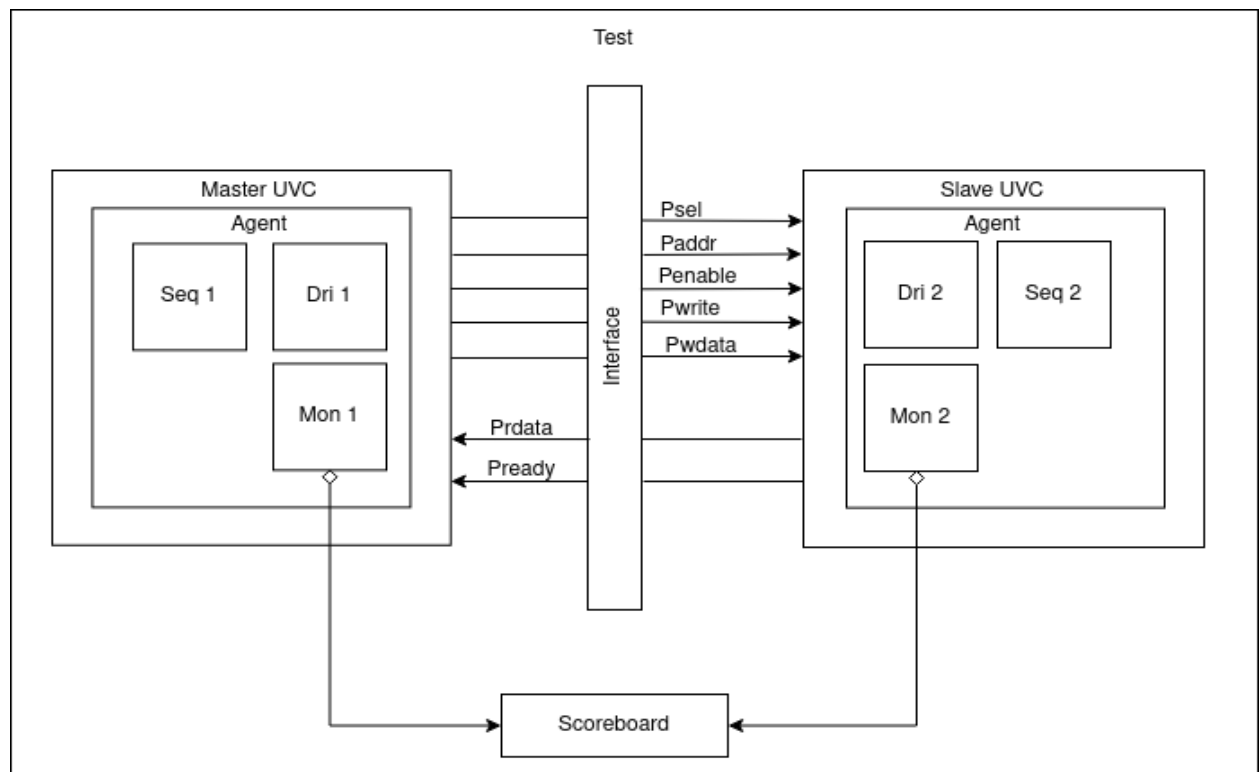 Test
Master UVC
Agent
Seq 1
Dri 1
Mon 1
Interface
Psel
Paddr
Penable
Pwrite
Pwdata
Prdata
Pready
Slave UVC
Agent
Dri 2
Seq 2
Mon 2
Scoreboard